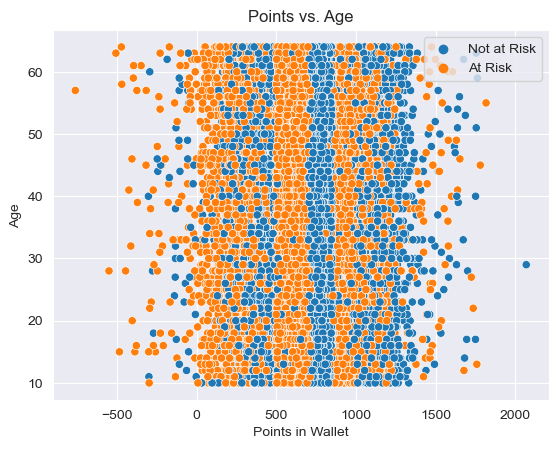 Points vs. Age
Not at Risk
At Risk
60
50
40
30
20
10
Age
−500
0
500
1000
1500
2000
Points in Wallet